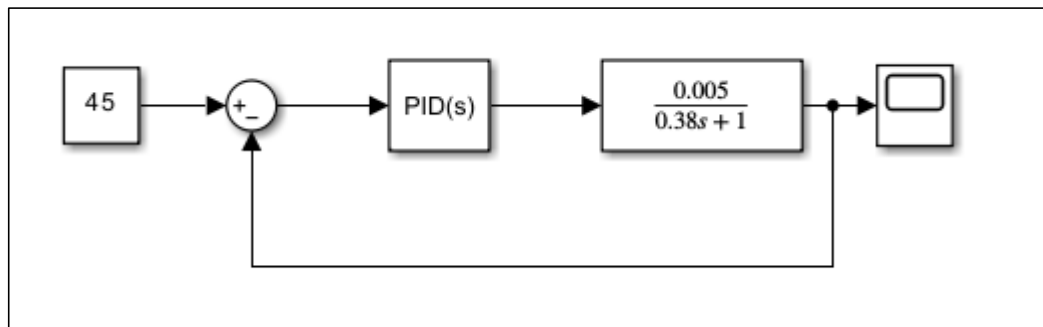 45
+
−
PID(s)
0.005
0.38s + 1